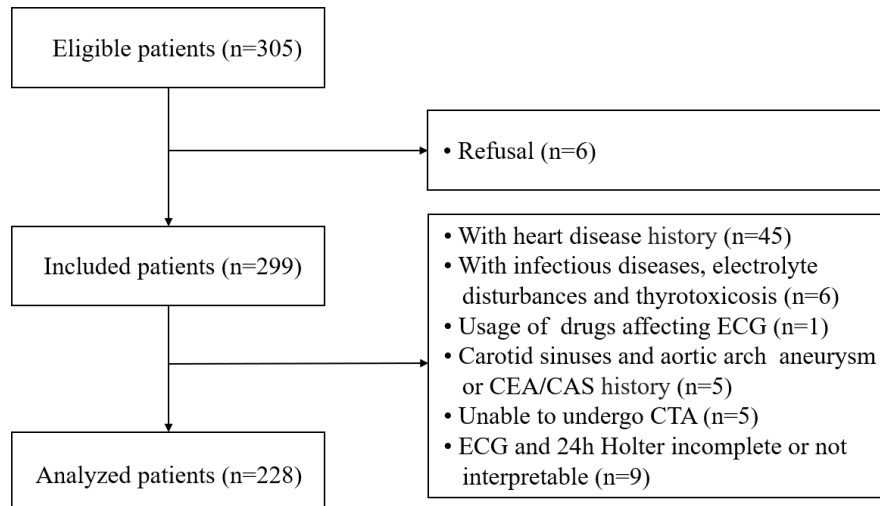 Eligible patients (n=305)
• Refusal (n=6)
Included patients (n=299)
• With heart disease history (n=45)
• With infectious diseases, electrolyte
disturbances and thyrotoxicosis (n=6)
• Usage of drugs affecting ECG (n=1)
• Carotid sinuses and aortic arch aneurysm
or CEA/CAS history (n=5)
• Unable to undergo CTA (n=5)
• ECG and 24h Holter incomplete or not
interpretable (n=9)
Analyzed patients (n=228)